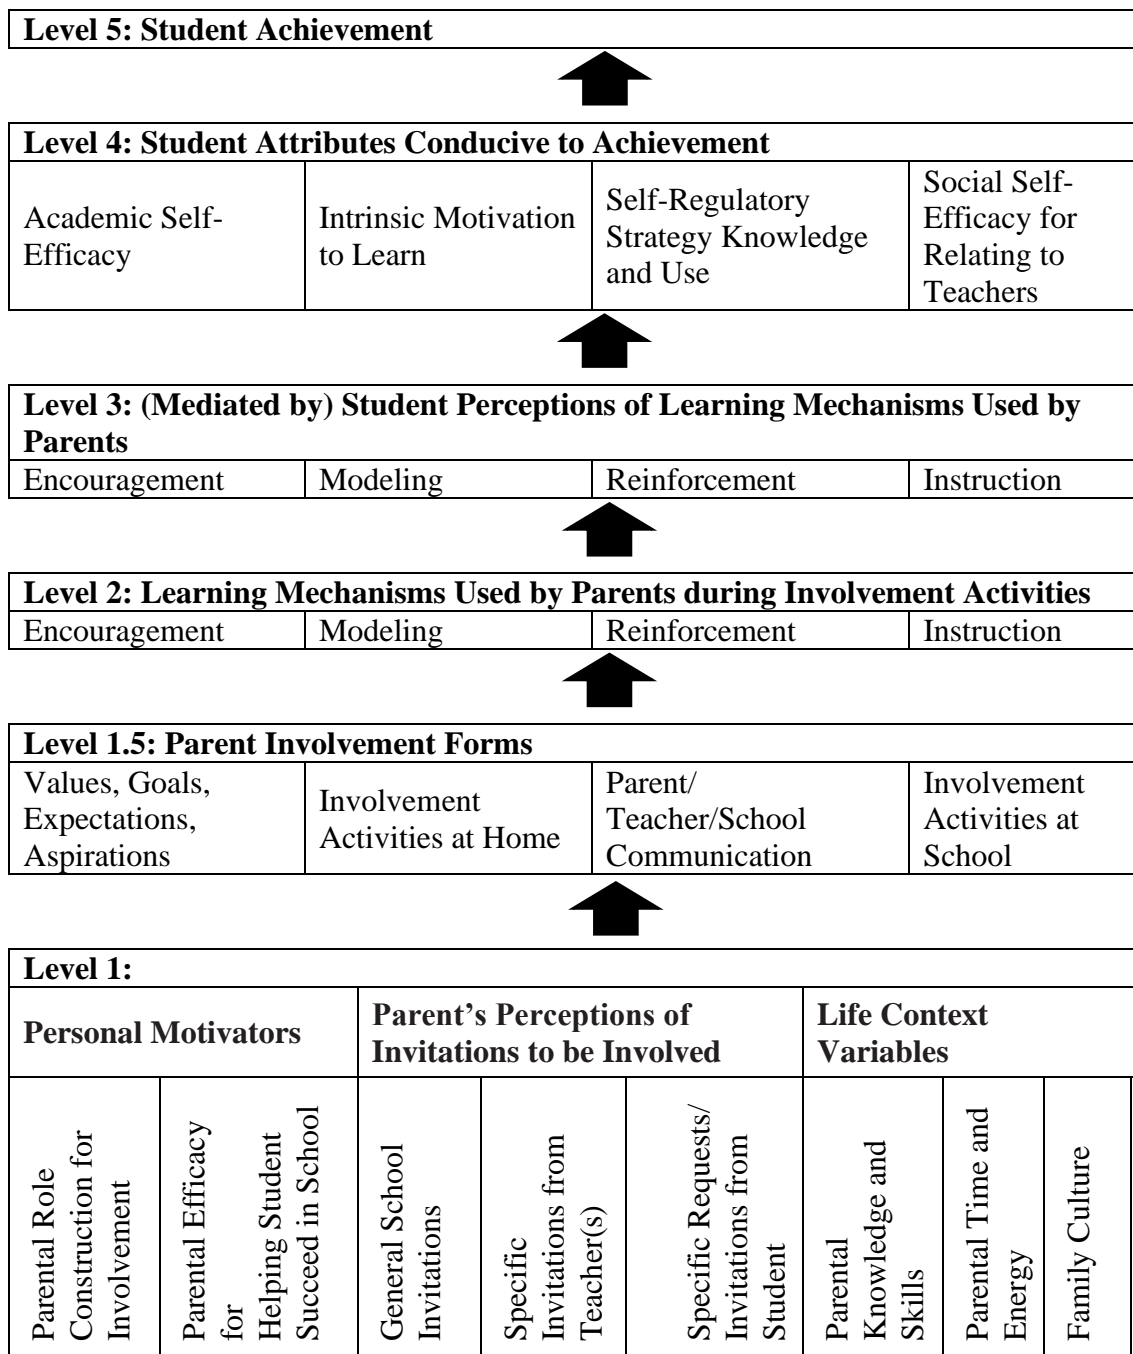 Level 5: Student Achievement
Level 4: Student Attributes Conducive to Achievement
Academic Self-
Efficacy
Intrinsic Motivation
to Learn
Self-Regulatory
Strategy Knowledge
and Use
Social Self-
Efficacy for
Relating to
Teachers
Level 3: (Mediated by) Student Perceptions of Learning Mechanisms Used by
Parents
Encouragement
Modeling
Reinforcement
Instruction
Level 2: Learning Mechanisms Used by Parents during Involvement Activities
Encouragement
Modeling
Reinforcement
Instruction
Level 1.5: Parent Involvement Forms
Values, Goals,
Expectations,
Aspirations
Involvement
Activities at Home
Parent/
Teacher/School
Communication
Involvement
Activities at
School
Level 1:
Personal Motivators
Parent’s Perceptions of
Invitations to be Involved
Life Context
Variables
Parental Role
Construction for
Involvement
Parental Efficacy
for
Helping Student
Succeed in School
General School
Invitations
Specific
Invitations from
Teacher(s)
Specific Requests/
Invitations from
Student
Parental
Knowledge and
Skills
Parental Time and
Energy
Family Culture